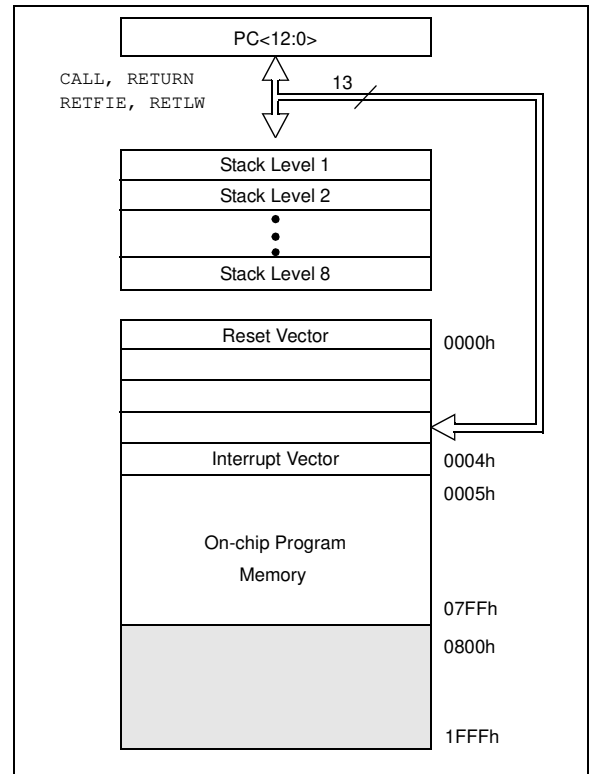 PC<12:0>
CALL, RETURN
RETFIE, RETLW
13
Stack Level 1
Stack Level 2
Stack Level 8
Reset Vector
0000h
Interrupt Vector
0004h
0005h
On-chip Program
Memory
07FFh
0800h
1FFFh